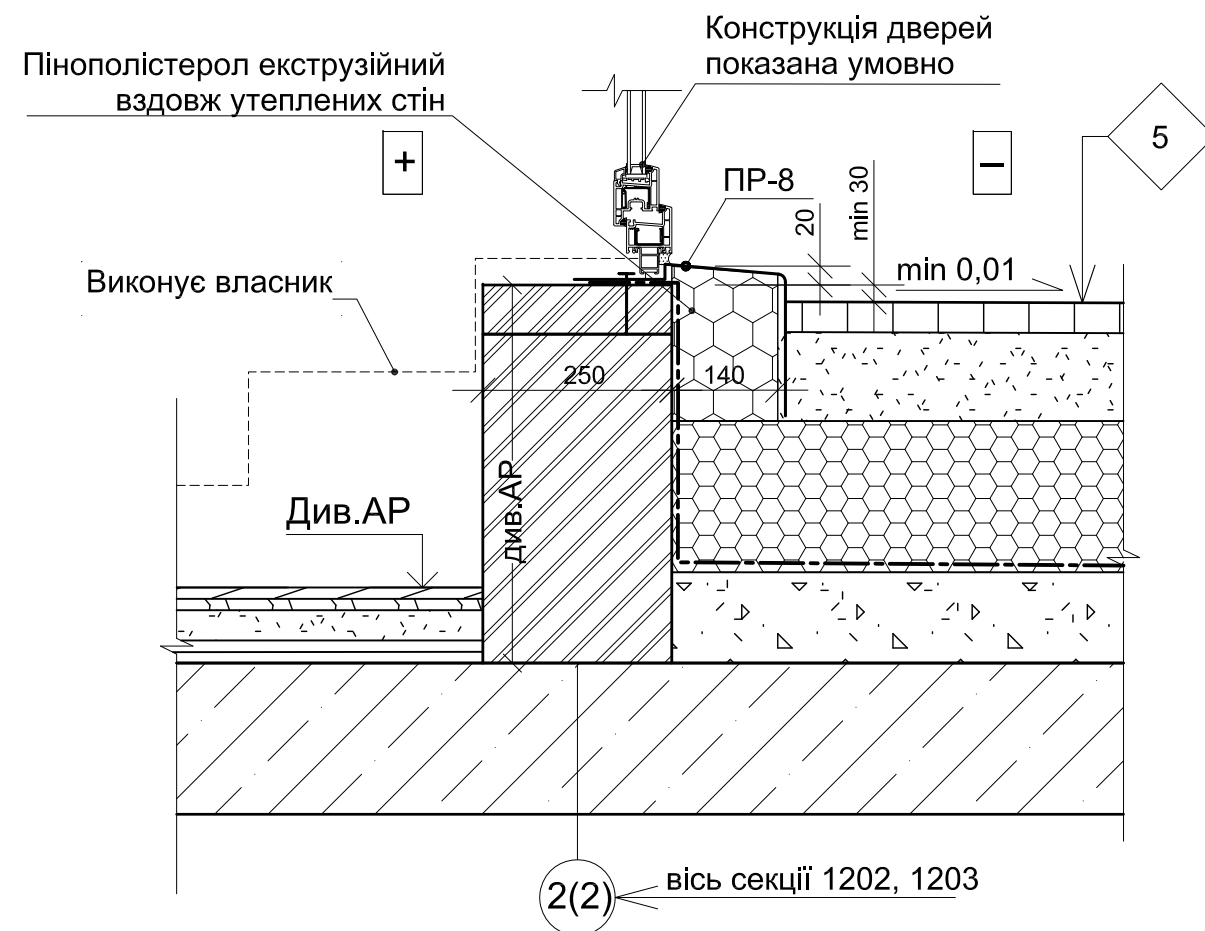 Конструкція дверей
показана умовно
Пінополістерол екструзійний
вздовж утеплених стін
5
+
−
ПР-8
20
min 30
min 0,01
Виконує власник
250
140
Див.АР
див.АР
2(2)
вісь секції 1202, 1203